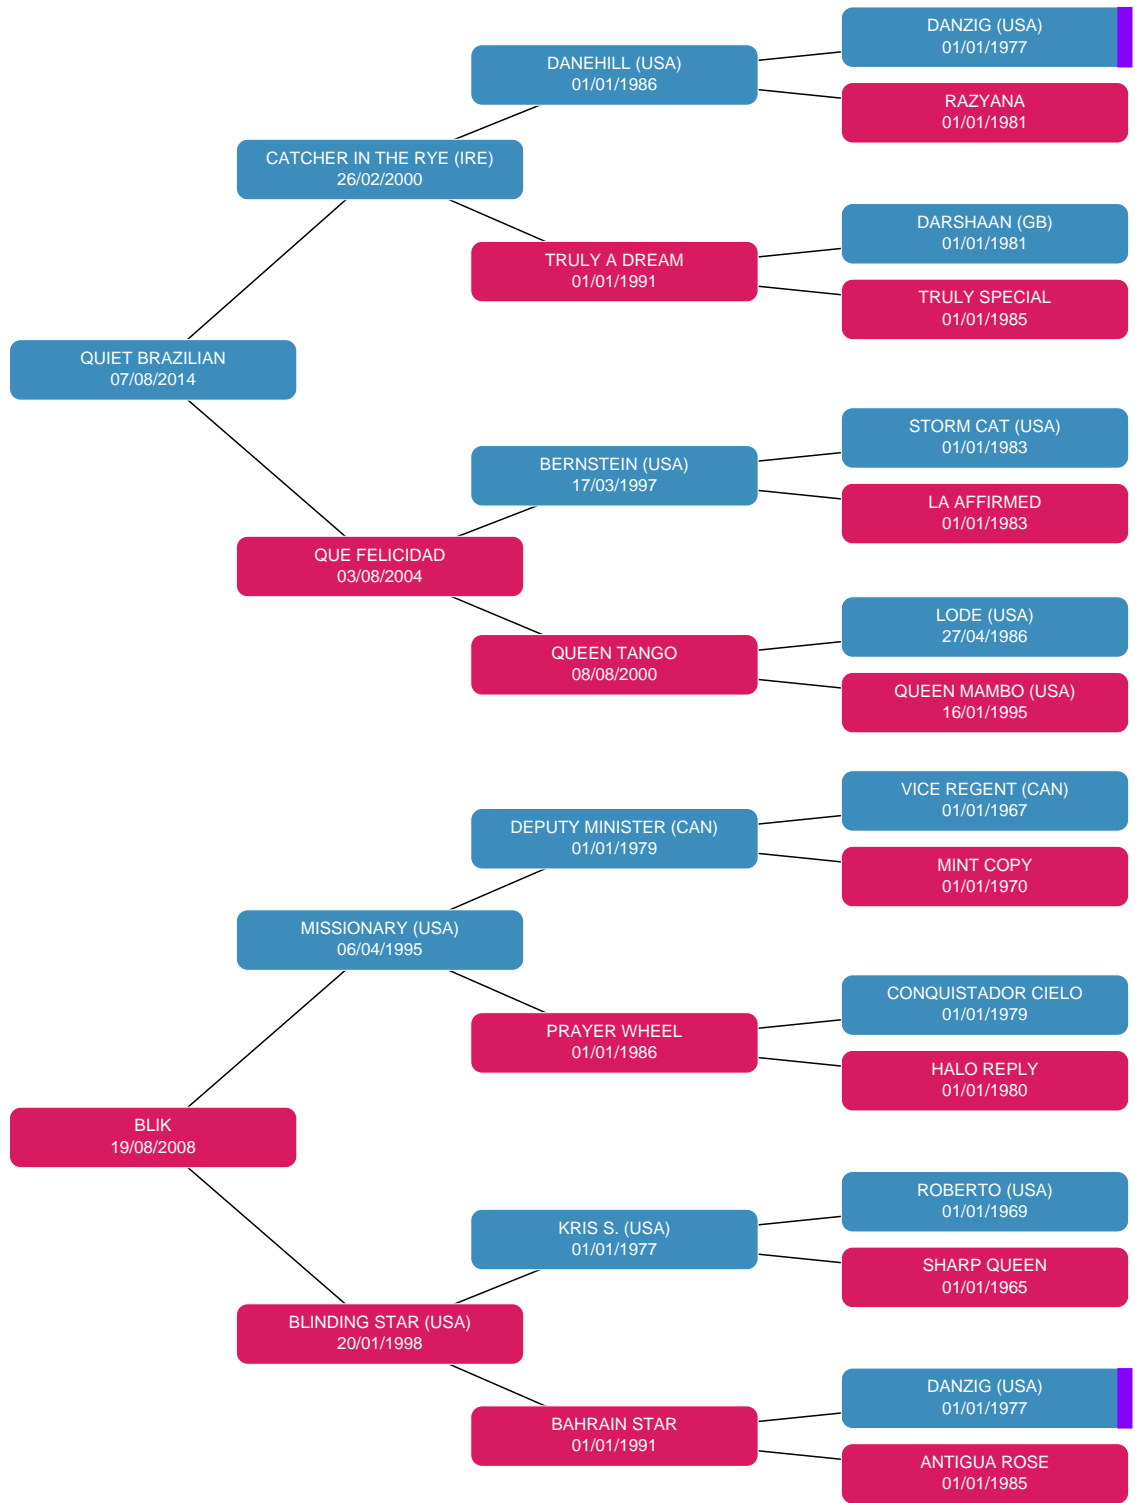 DANZIG (USA)
01/01/1977
DANEHILL (USA)
01/01/1986
RAZYANA
01/01/1981
CATCHER IN THE RYE (IRE)
26/02/2000
DARSHAAN (GB)
01/01/1981
TRULY A DREAM
01/01/1991
TRULY SPECIAL
01/01/1985
QUIET BRAZILIAN
07/08/2014
STORM CAT (USA)
01/01/1983
BERNSTEIN (USA)
17/03/1997
LA AFFIRMED
01/01/1983
QUE FELICIDAD
03/08/2004
LODE (USA)
27/04/1986
QUEEN TANGO
08/08/2000
QUEEN MAMBO (USA)
16/01/1995
VICE REGENT (CAN)
01/01/1967
DEPUTY MINISTER (CAN)
01/01/1979
MINT COPY
01/01/1970
MISSIONARY (USA)
06/04/1995
CONQUISTADOR CIELO
01/01/1979
PRAYER WHEEL
01/01/1986
HALO REPLY
01/01/1980
BLIK
19/08/2008
ROBERTO (USA)
01/01/1969
KRIS S. (USA)
01/01/1977
SHARP QUEEN
01/01/1965
BLINDING STAR (USA)
20/01/1998
DANZIG (USA)
01/01/1977
BAHRAIN STAR
01/01/1991
ANTIGUA ROSE
01/01/1985